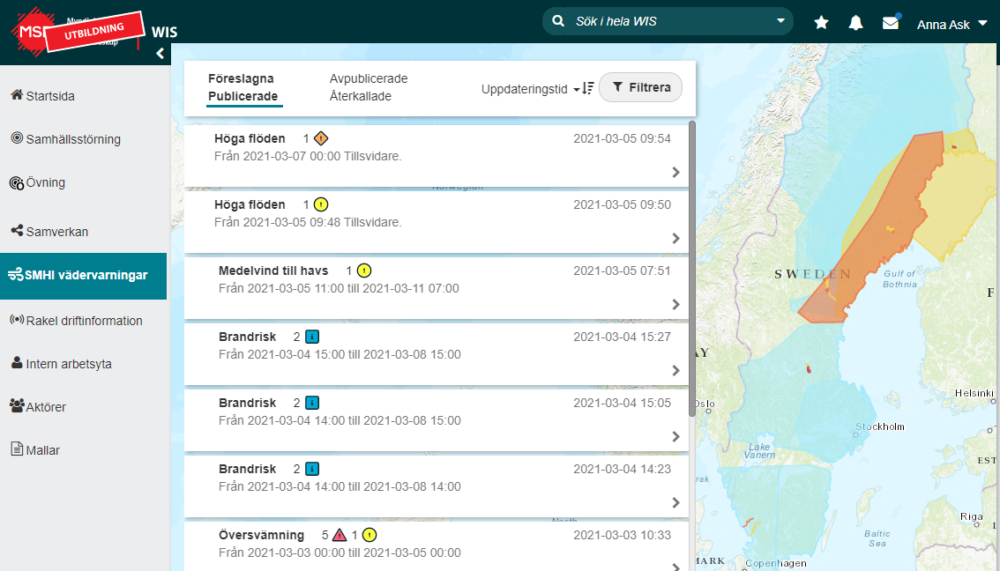 MSB
UTBILDNING
WIS
Sök i hela WIS
Anna Ask
Startsida
Samhällsstörning
Övning
Samverkan
SMHI vädervarningar
Rakel driftinformation
Intern arbetsyta
Aktörer
Mallar
Föreslagna
Publicerade
Avpublicerade
Återkallade
Uppdateringstid
Filtrera
Höga flöden 1 2021-03-05 09:54
Från 2021-03-07 00:00 Tillsvidare.
Höga flöden 1 2021-03-05 09:50
Från 2021-03-05 09:48 Tillsvidare.
Medelvind till havs 1 2021-03-05 07:51
Från 2021-03-05 11:00 till 2021-03-11 07:00
Brandrisk 2 2021-03-04 15:27
Från 2021-03-04 15:00 till 2021-03-08 15:00
Brandrisk 2 2021-03-04 15:05
Från 2021-03-04 14:00 till 2021-03-08 15:00
Brandrisk 2 2021-03-04 14:23
Från 2021-03-04 14:00 till 2021-03-08 14:00
Översvämning 5 1 2021-03-03 10:33
Från 2021-03-03 00:00 till 2021-03-05 00:00
Norwegian
North
SWEDEN
Gulf of
Bothnia
F
AY
Oslo
Helsinki
Stockholm
Lake
Vanern
EST
rak
Riga
Baltic
Sea
MARK
Copenhagen